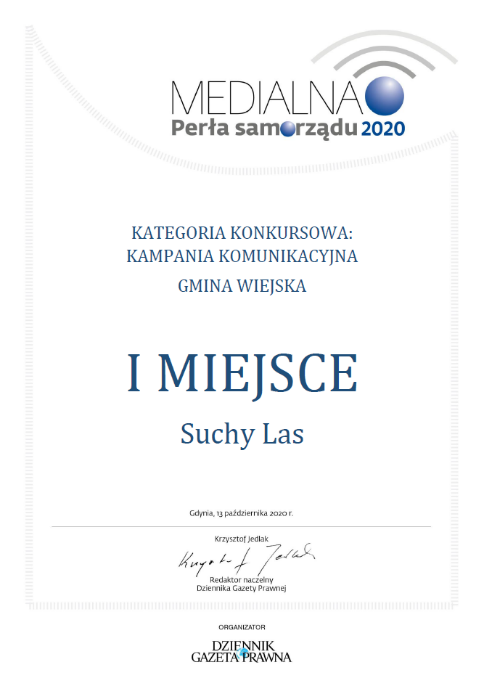 MEDIALNA
Perła samorządu 2020
KATEGORIA KONKURSOWA:
KAMPANIA KOMUNIKACYJNA
GMINA WIEJSKA
I MIEJSCE
Suchy Las
Gdynia, 13 października 2020 r.
Krzysztof Jedlak
Redaktor naczelny
Dziennika Gazety Prawnej
ORGANIZATOR
DZIENNIK
GAZETA PRAWNA